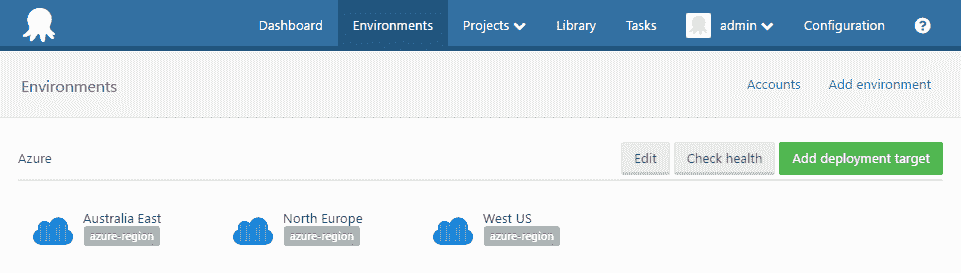 Dashboard Environments Projects Library Tasks admin Configuration ?
Environments Accounts Add environment
Azure Edit Check health Add deployment target
Australia East North Europe West US
azure-region azure-region azure-region